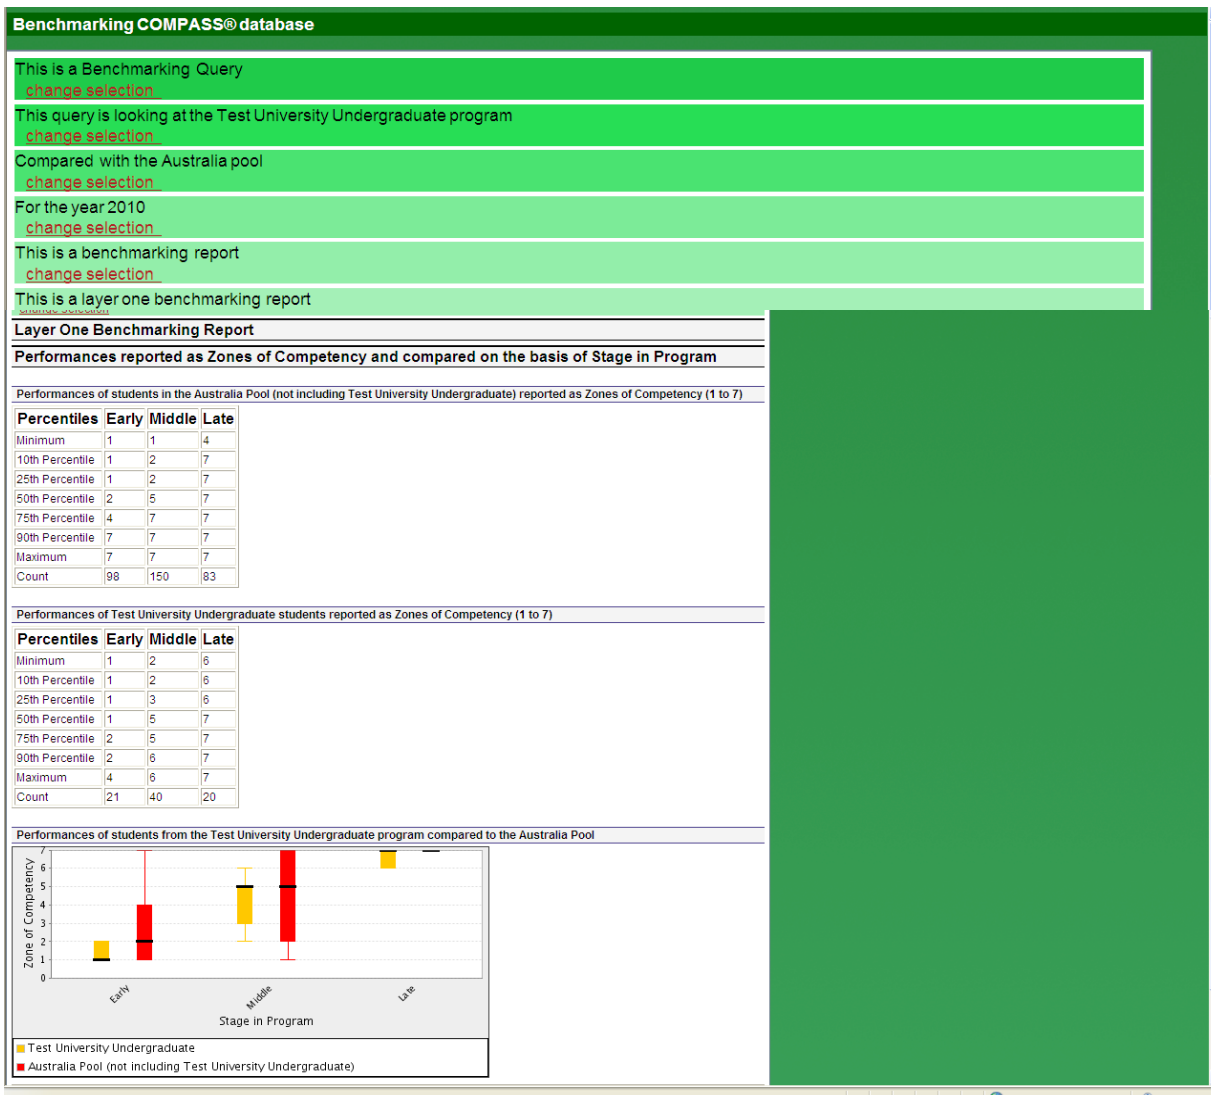 Benchmarking COMPASS® database
This is a Benchmarking Query
change selection
This query is looking at the Test University Undergraduate program
change selection
Compared with the Australia pool
change selection
For the year 2010
change selection
This is a benchmarking report
change selection
This is a layer one benchmarking report
change selection
Layer One Benchmarking Report
Performances reported as Zones of Competency and compared on the basis of Stage in Program
Performances of students in the Australia Pool (not including Test University Undergraduate) reported as Zones of Competency (1 to 7)
Percentiles Early Middle Late
Minimum 1 1 4
10th Percentile 1 2 7
25th Percentile 1 2 7
50th Percentile 2 5 7
75th Percentile 4 7 7
90th Percentile 7 7 7
Maximum 7 7 7
Count 98 150 83
Performances of Test University Undergraduate students reported as Zones of Competency (1 to 7)
Percentiles Early Middle Late
Minimum 1 2 6
10th Percentile 1 2 6
25th Percentile 1 3 6
50th Percentile 1 5 7
75th Percentile 2 5 7
90th Percentile 2 6 7
Maximum 4 6 7
Count 21 40 20
Performances of students from the Test University Undergraduate program compared to the Australia Pool
Zone of Competency
7
6
5
4
3
2
1
0
Early Middle Late
Stage in Program
Test University Undergraduate
Australia Pool (not including Test University Undergraduate)